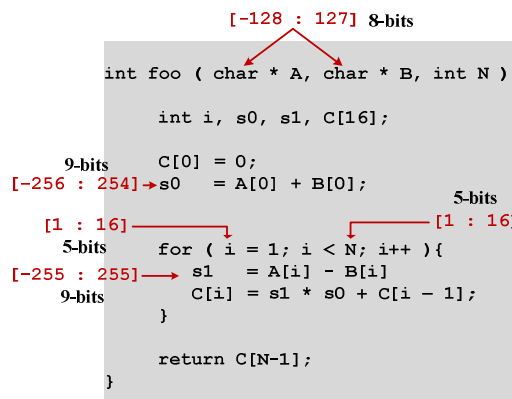 [-128 : 127] 8-bits
int foo ( char * A, char * B, int N )
int i, s0, s1, C[16];
C[0] = 0;
9-bits
[-256 : 254] s0 = A[0] + B[0];
5-bits
[1 : 16] [1 : 16]
5-bits
for ( i = 1; i < N; i++ ){
[-255 : 255] s1 = A[i] - B[i]
9-bits
C[i] = s1 * s0 + C[i - 1];
}
return C[N-1];
}